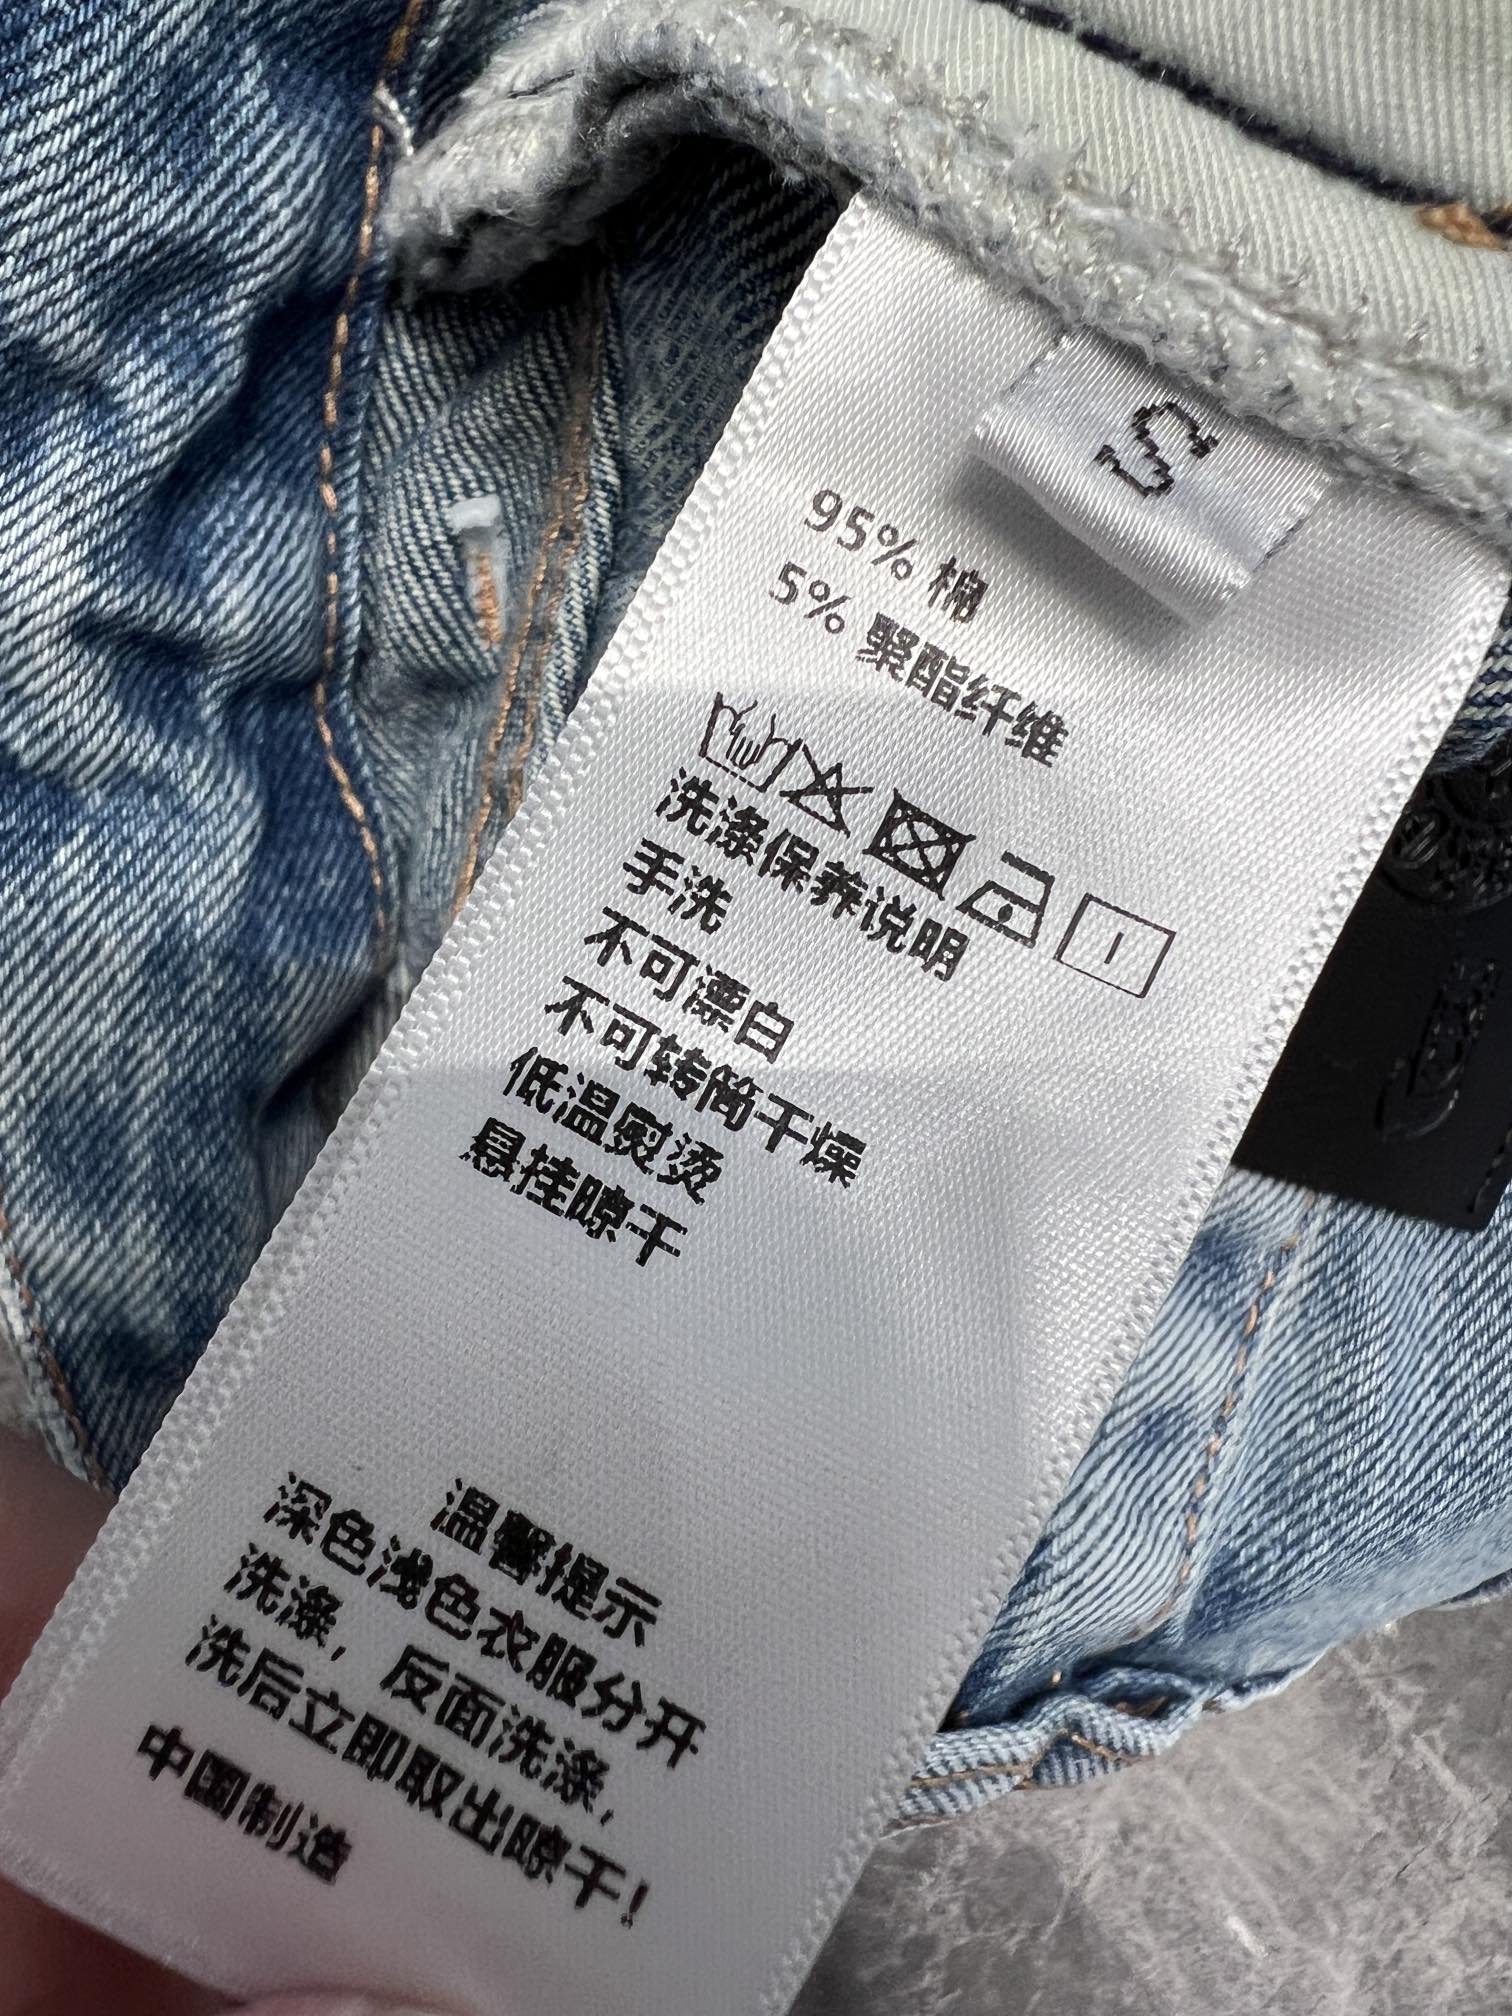 S
95% 棉
5% 聚酯纤维
洗涤保养说明
手洗
不可漂白
不可转筒干燥
低温熨烫
悬挂晾干
温馨提示
深色浅色衣服分开
洗涤，反面洗涤，
洗后立即取出晾干！
中国制造